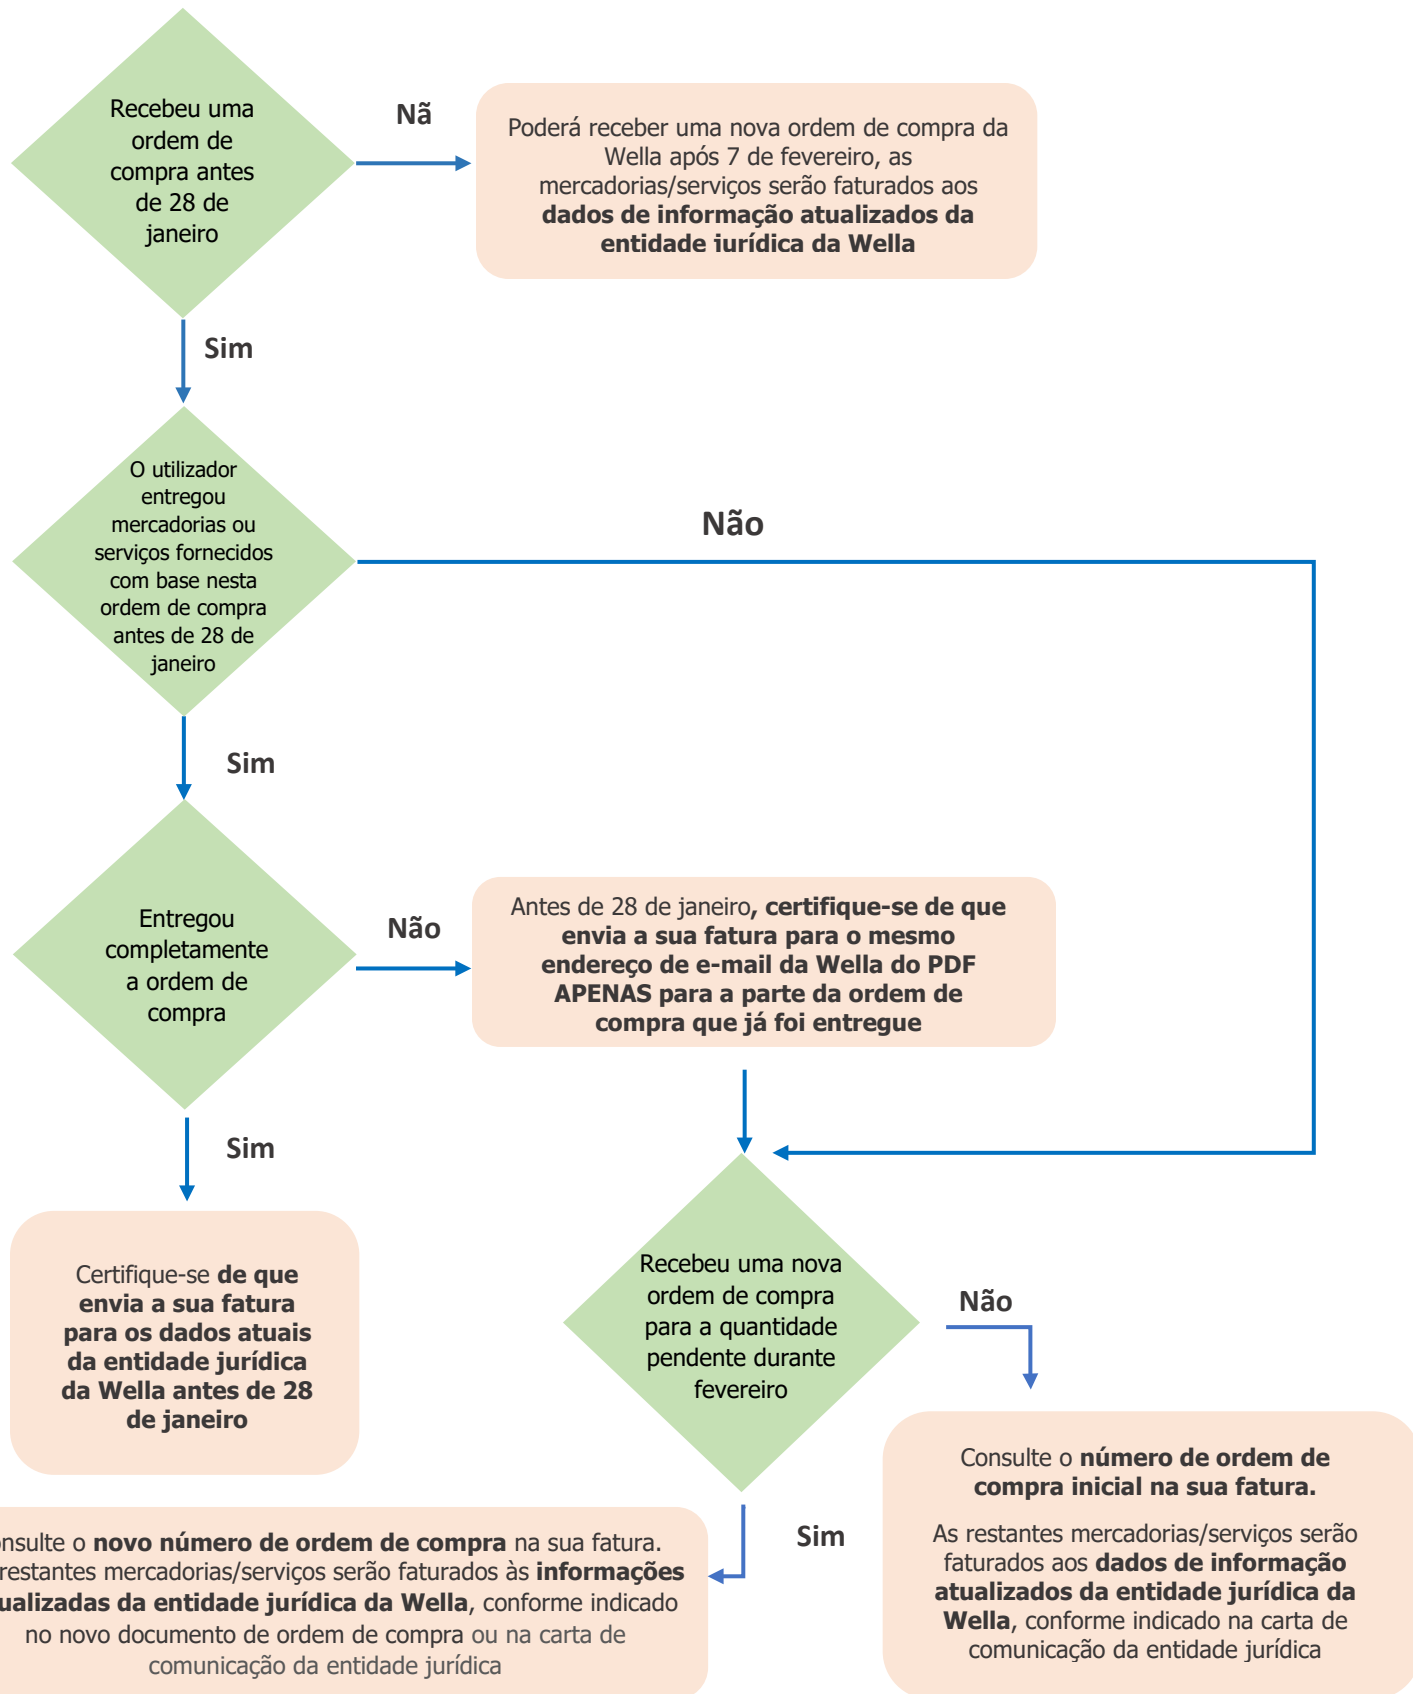 Recebeu uma
ordem de
compra antes
de 28 de
janeiro
Nã
Poderá receber uma nova ordem de compra da
Wella após 7 de fevereiro, as
mercadorias/serviços serão faturados aos
dados de informação atualizados da
entidade jurídica da Wella
Sim
O utilizador
entregou
mercadorias ou
serviços fornecidos
com base nesta
ordem de compra
antes de 28 de
janeiro
Não
Sim
Entregou
completamente
a ordem de
compra
Não
Antes de 28 de janeiro, certifique-se de que
envia a sua fatura para o mesmo
endereço de e-mail da Wella do PDF
APENAS para a parte da ordem de
compra que já foi entregue
Sim
Certifique-se de que
envia a sua fatura
para os dados atuais
da entidade jurídica
da Wella antes de 28
de janeiro
Recebeu uma nova
ordem de compra
para a quantidade
pendente durante
fevereiro
Não
Consulte o número de ordem de
compra inicial na sua fatura.
As restantes mercadorias/serviços serão
faturados aos dados de informação
atualizados da entidade jurídica da
Wella, conforme indicado na carta de
comunicação da entidade jurídica
Sim
onsulte o novo número de ordem de compra na sua fatura.
restantes mercadorias/serviços serão faturados às informações
ualizadas da entidade jurídica da Wella, conforme indicado
no novo documento de ordem de compra ou na carta de
comunicação da entidade jurídica